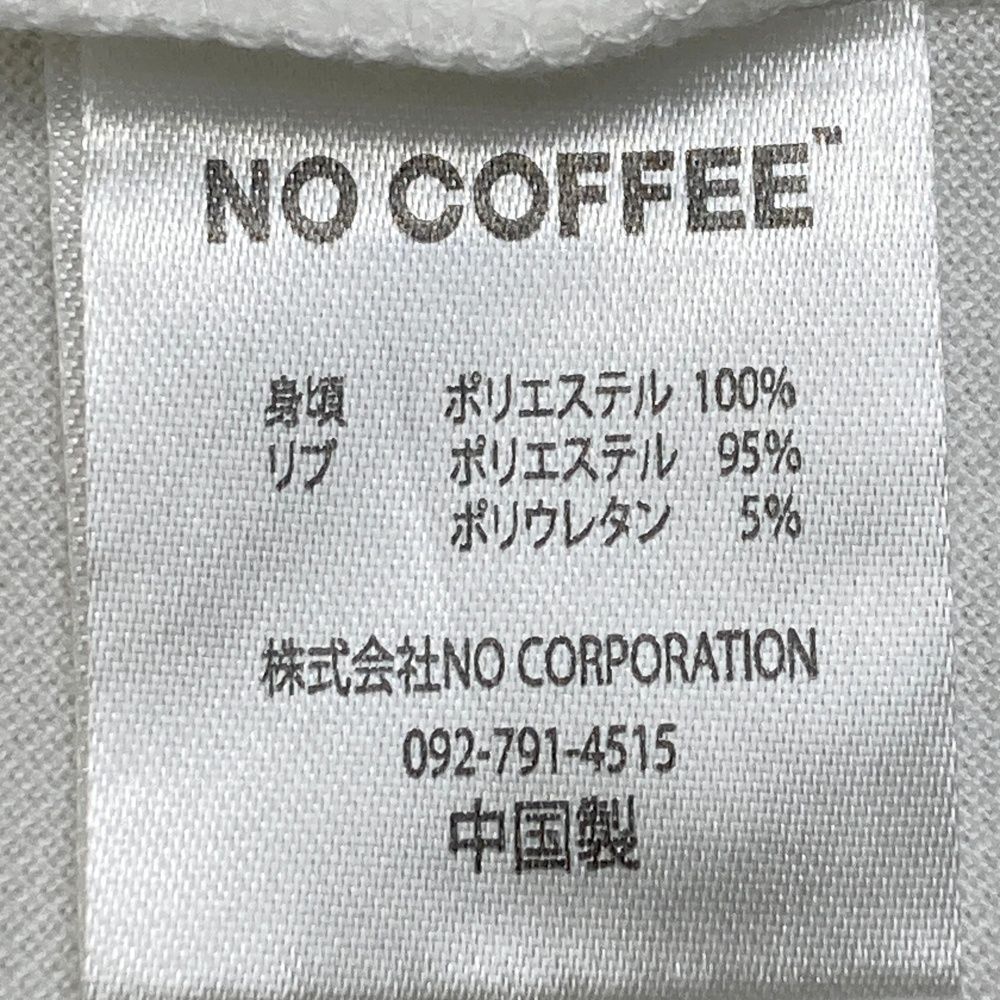 NO COFFEE™
身頃 ポリエステル 100%
リブ ポリエステル 95%
ポリウレタン 5%
株式会社NO CORPORATION
092-791-4515
中国製